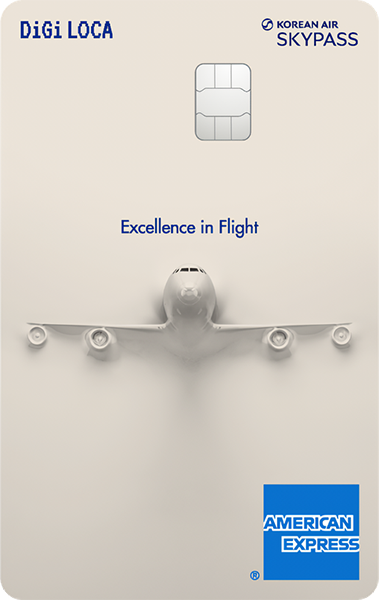 DiGi LOCA
KOREAN AIR
SKYPASS
Excellence in Flight
AMERICAN
EXPRESS
®